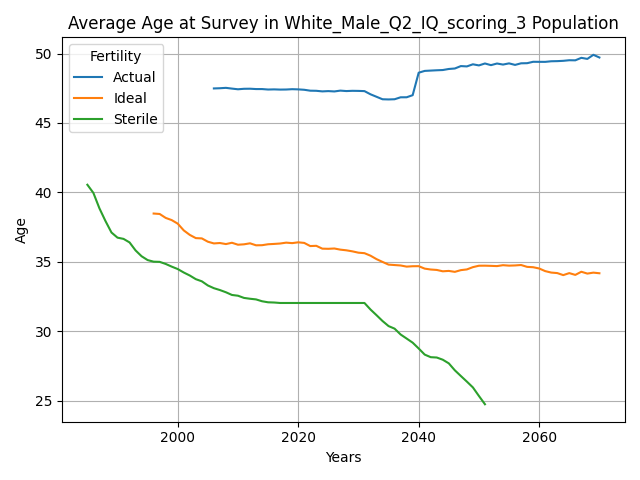 Average Age at Survey in White_Male_Q2_IQ_scoring_3 Population
Fertility
Actual
Ideal
Sterile
50
45
40
35
30
25
Age
2000
2020
2040
2060
Years